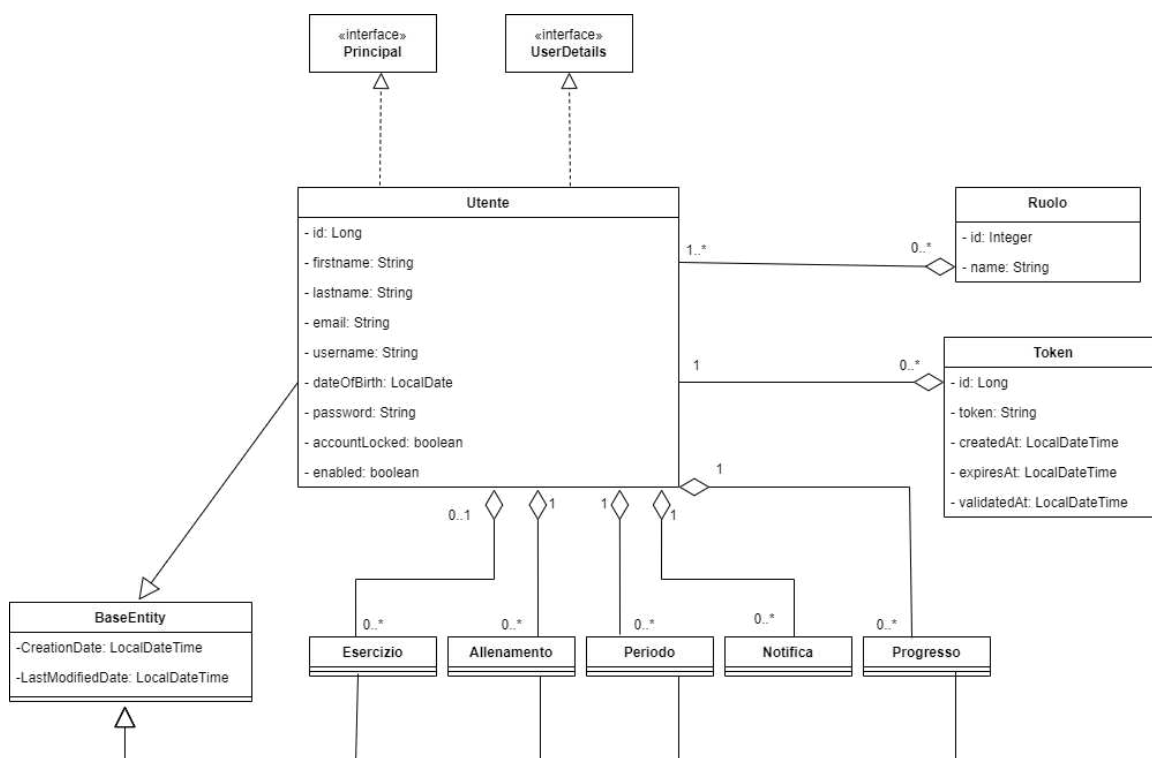 «interface»
Principal
«interface»
UserDetails
Utente
- id: Long
- firstname: String
- lastname: String
- email: String
- username: String
- dateOfBirth: LocalDate
- password: String
- accountLocked: boolean
- enabled: boolean
Ruolo
- id: Integer
- name: String
1..*
0..*
Token
- id: Long
- token: String
- createdAt: LocalDateTime
- expiresAt: LocalDateTime
- validatedAt: LocalDateTime
1
0..*
1
0..1
1
1
1
BaseEntity
-CreationDate: LocalDateTime
-LastModifiedDate: LocalDateTime
0..*
0..*
0..*
0..*
0..*
Esercizio
Allenamento
Periodo
Notifica
Progresso